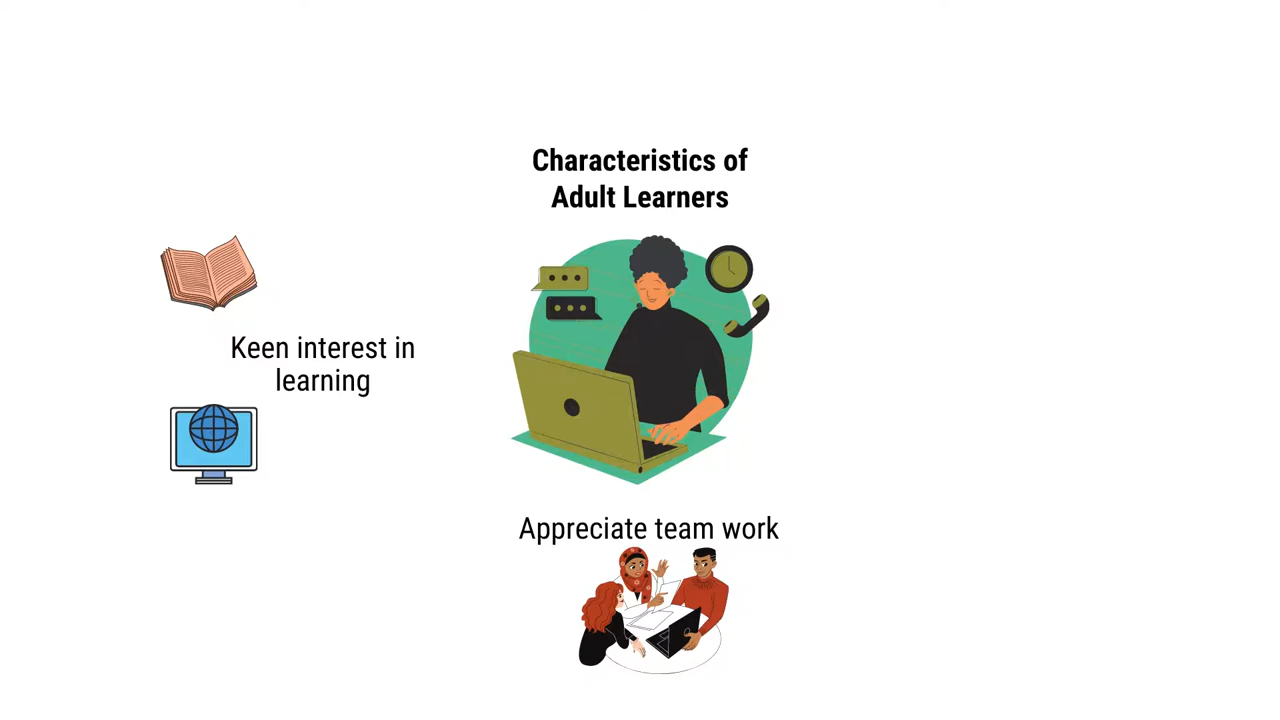 Characteristics of
Adult Learners
Keen interest in
learning
Appreciate team work